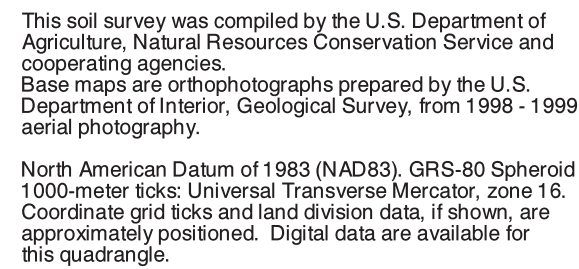 This soil survey was compiled by the U.S. Department of
Agriculture, Natural Resources Conservation Service and
cooperating agencies.
Base maps are orthophotographs prepared by the U.S.
Department of Interior, Geological Survey, from 1998 - 1999
aerial photography.

North American Datum of 1983 (NAD83). GRS-80 Spheroid
1000-meter ticks: Universal Transverse Mercator, zone 16.
Coordinate grid ticks and land division data, if shown, are
approximately positioned.  Digital data are available for
this quadrangle.